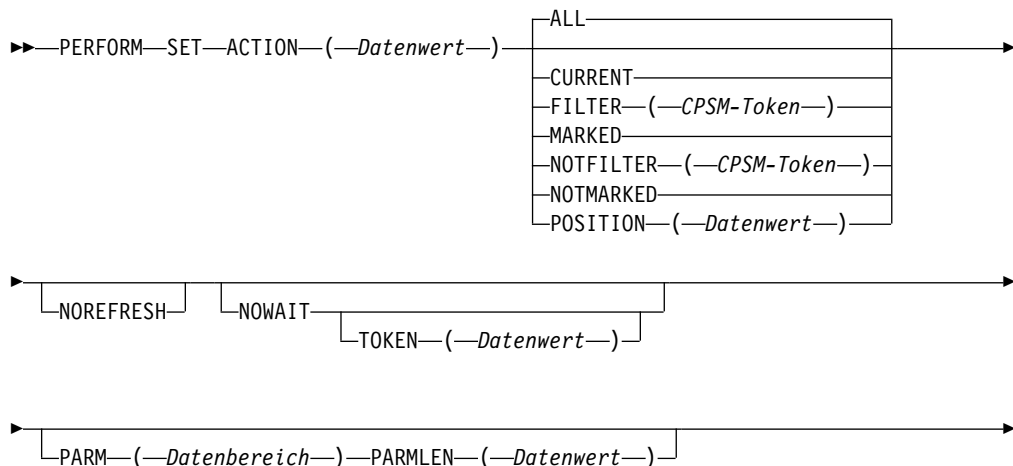 ALL
PERFORM SET ACTION ( Datenwert )
CURRENT
FILTER ( CPSM-Token )
MARKED
NOTFILTER ( CPSM-Token )
NOTMARKED
POSITION ( Datenwert )
NOREFRESH NOWAIT
TOKEN ( Datenwert )
PARM ( Datenbereich ) PARMLEN ( Datenwert )